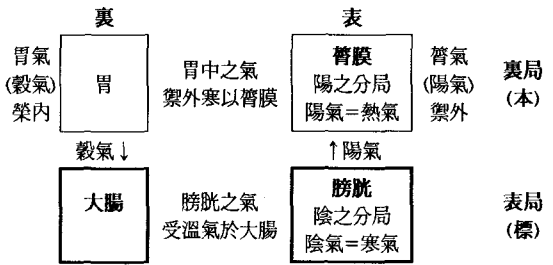 裏
表
胃氣
(穀氣)
榮內
胃
胃中之氣
禦外寒以膂膜
膂膜
陽之分局
陽氣=熱氣
膂氣
(陽氣)
禦外
裏局
(本)
穀氣↓
↑陽氣
大腸
膀胱之氣
受溫氣於大腸
膀胱
陰之分局
陰氣=寒氣
表局
(標)